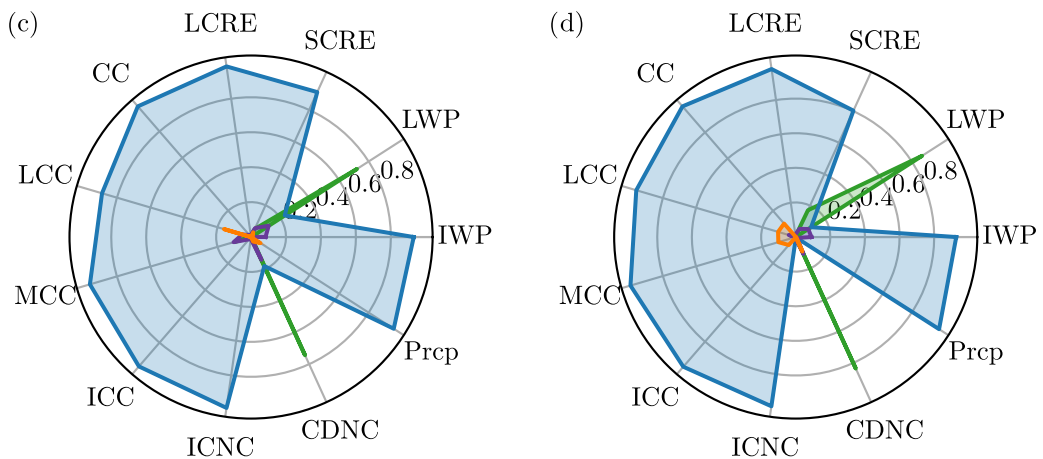 (c)
LCRE
SCRE
CC
LWP
LCC
0.8
0.6
0.4
0.2
IWP
MCC
Prcp
ICC
CDNC
ICNC
(d)
LCRE
SCRE
CC
LWP
LCC
0.8
0.6
0.4
0.2
IWP
MCC
Prcp
ICC
CDNC
ICNC